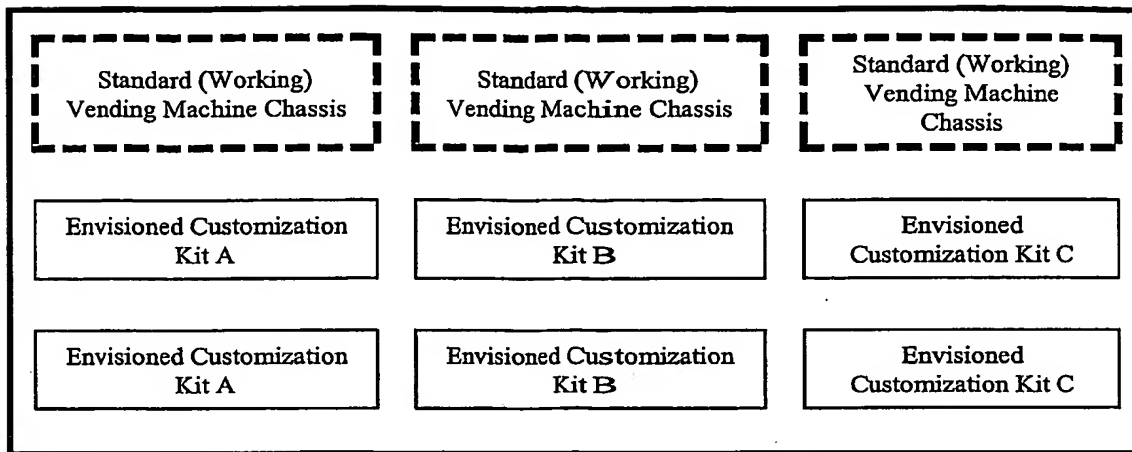 Standard (Working)
Vending Machine Chassis
Standard (Working)
Vending Machine Chassis
Standard (Working)
Vending Machine
Chassis
Envisioned Customization
Kit A
Envisioned Customization
Kit B
Envisioned
Customization Kit C
Envisioned Customization
Kit A
Envisioned Customization
Kit B
Envisioned
Customization Kit C